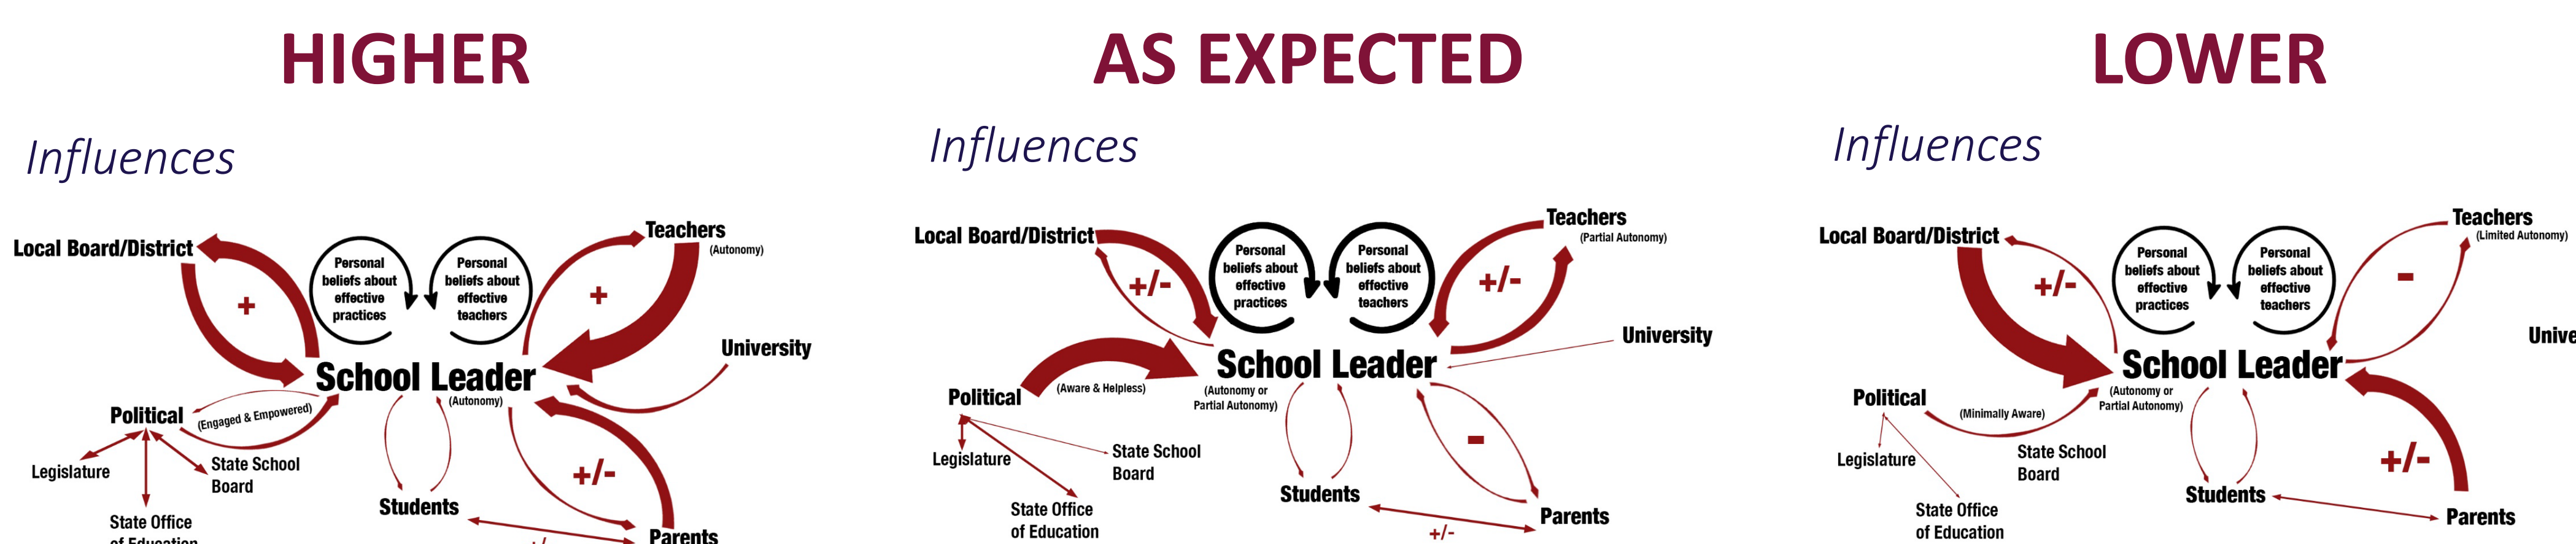 HIGHER
Influences
Local Board/District
+
Personal
beliefs about
effective
practices
Personal
beliefs about
effective
teachers
Teachers
(Autonomy)
+
University
School Leader
(Autonomy)
Political
(Engaged & Empowered)
Legislature
State School
Board
State Office
of Education
Students
+/-
Parents
AS EXPECTED
Influences
Local Board/District
+/-
Personal
beliefs about
effective
practices
Personal
beliefs about
effective
teachers
Teachers
(Partial Autonomy)
+/-
University
School Leader
(Autonomy or
Partial Autonomy)
Political
(Aware & Helpless)
Legislature
State School
Board
State Office
of Education
Students
-
Parents
+/-
LOWER
Influences
Local Board/District
+/-
Personal
beliefs about
effective
practices
Personal
beliefs about
effective
teachers
Teachers
(Limited Autonomy)
-
Unive
School Leader
(Autonomy or
Partial Autonomy)
Political
(Minimally Aware)
Legislature
State School
Board
State Office
of Education
Students
+/-
Parents